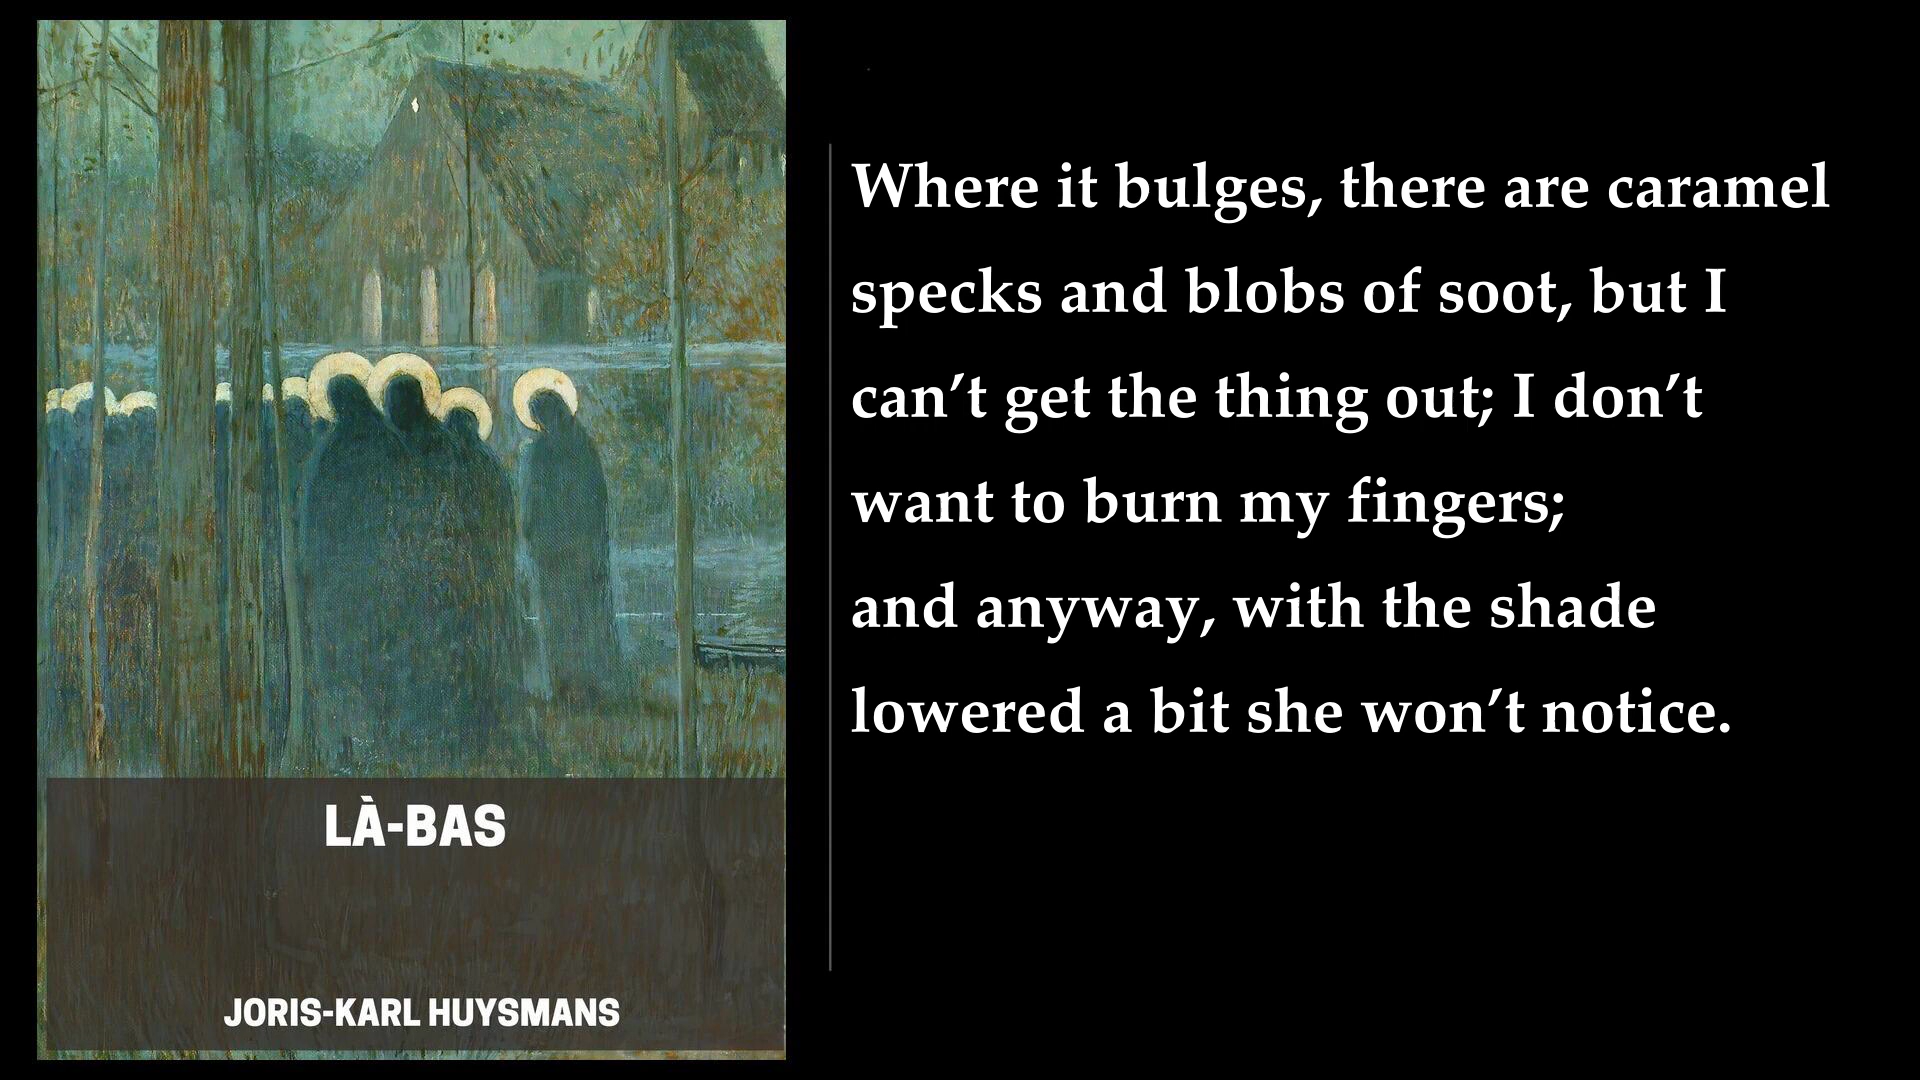 Where it bulges, there are caramel
specks and blobs of soot, but I
can’t get the thing out; I don’t
want to burn my fingers;
and anyway, with the shade
lowered a bit she won’t notice.
LÀ-BAS
JORIS-KARL HUYSMANS